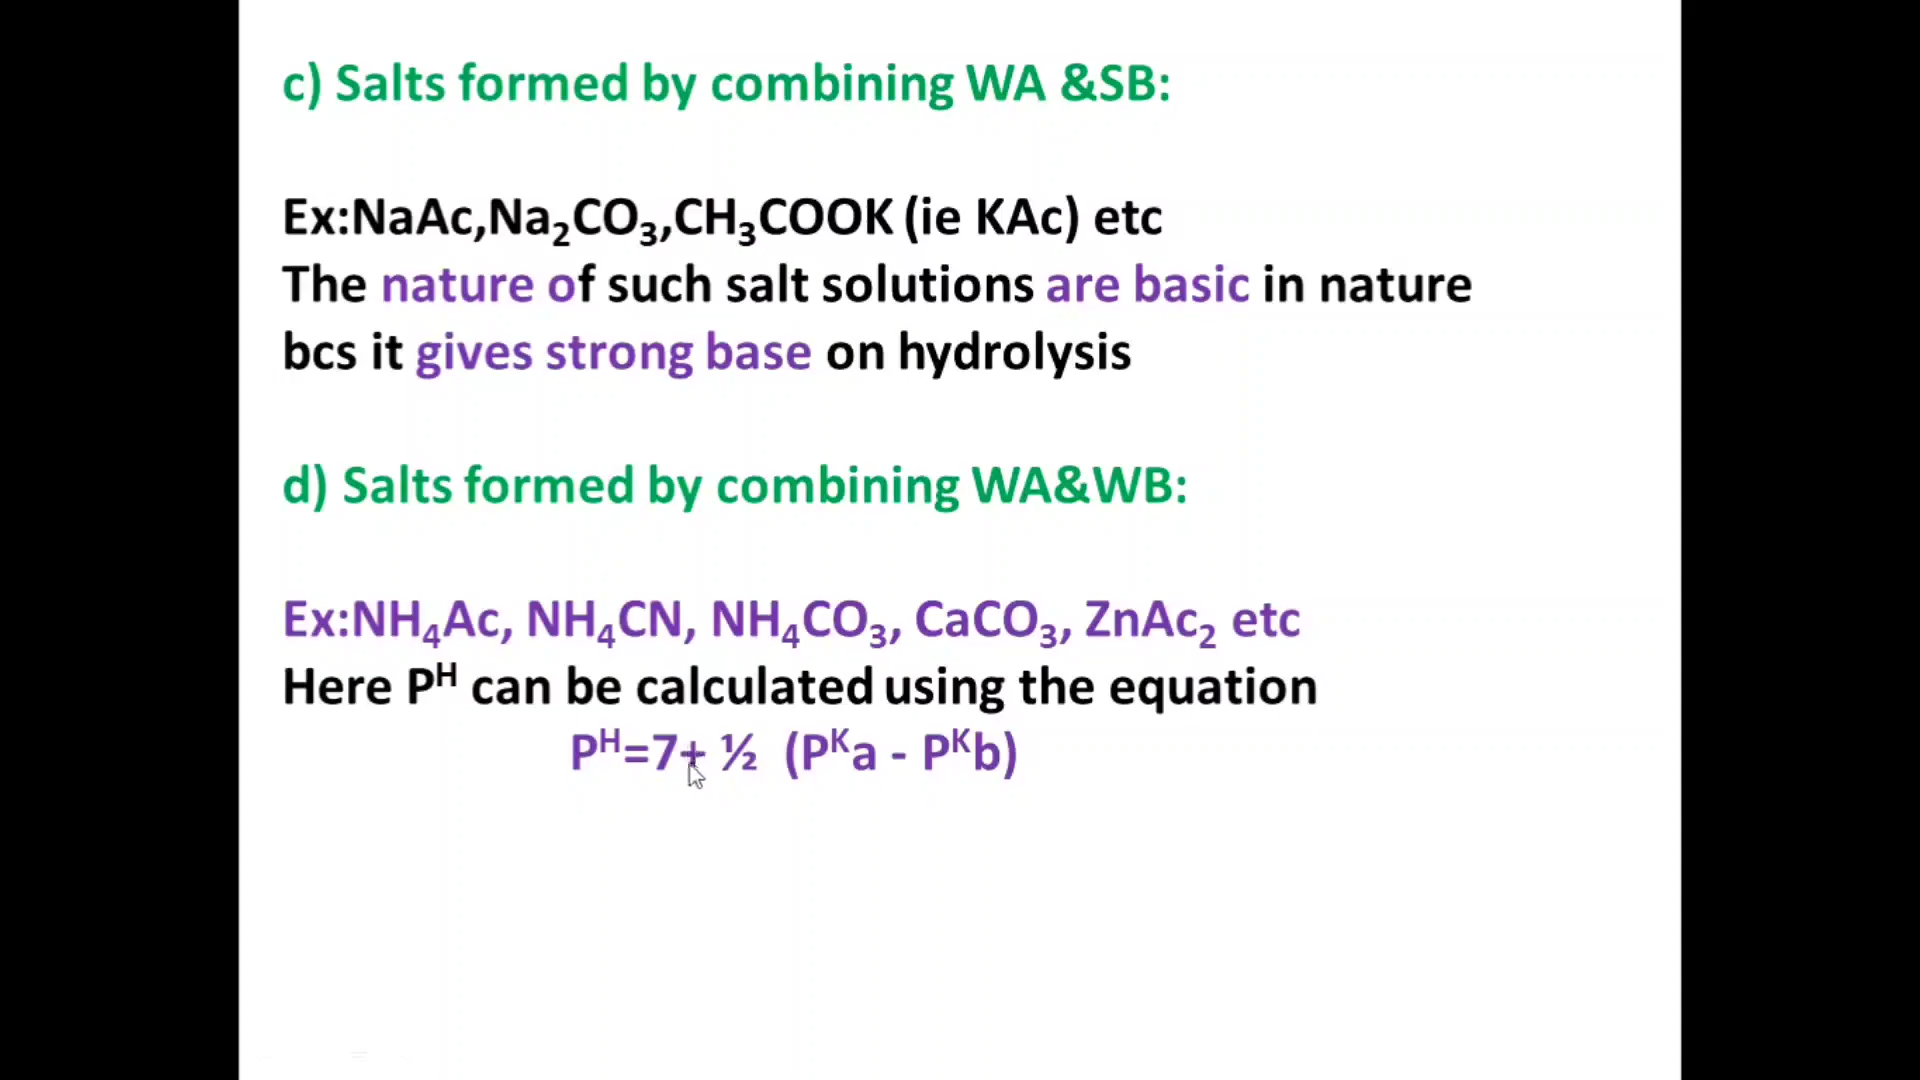 c) Salts formed by combining WA &SB:
Ex:NaAc,Na₂CO₃,CH₃COOK (ie KAc) etc
The nature of such salt solutions are basic in nature
bcs it gives strong base on hydrolysis
d) Salts formed by combining WA&WB:
Ex:NH₄Ac, NH₄CN, NH₄CO₃, CaCO₃, ZnAc₂ etc
Here Pᴴ can be calculated using the equation
Pᴴ=7+ ½ (Pᴷa - Pᴷb)